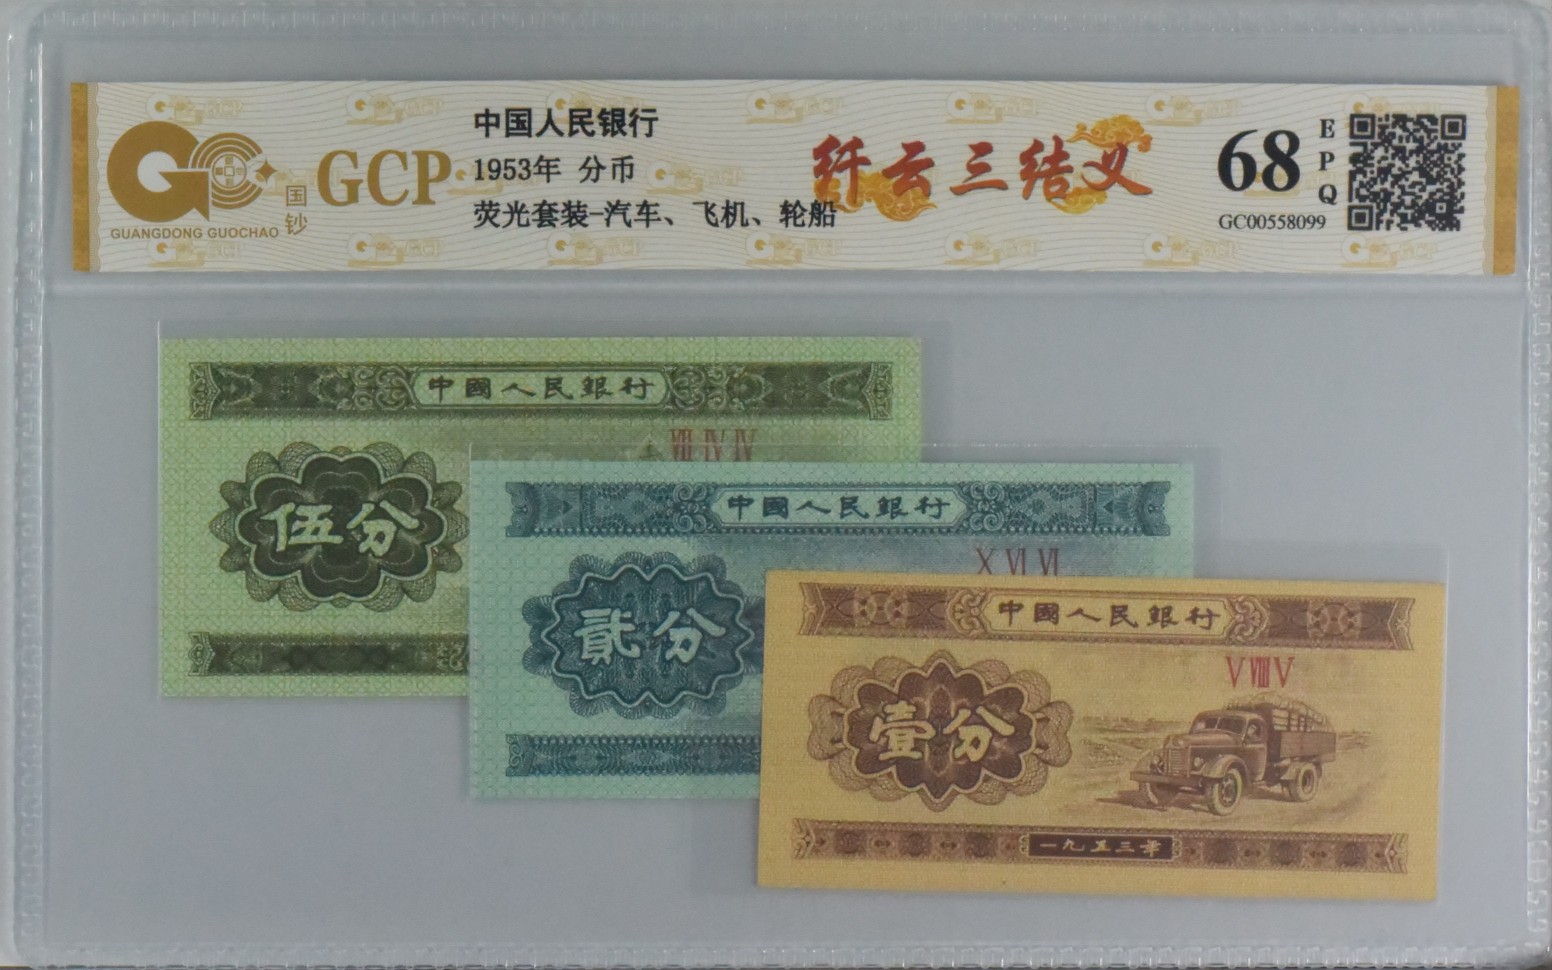 中国人民银行
1953年 分币
荧光套装-汽车、飞机、轮船
国钞
GCP
GUANGDONG GUOCHAO
纤云三结义
68
EPQ
GC00558099
中國人民銀行
VII IV IV
伍分
中國人民銀行
X VI VI
貳分
中國人民銀行
V VIII V
壹分
一九五三年